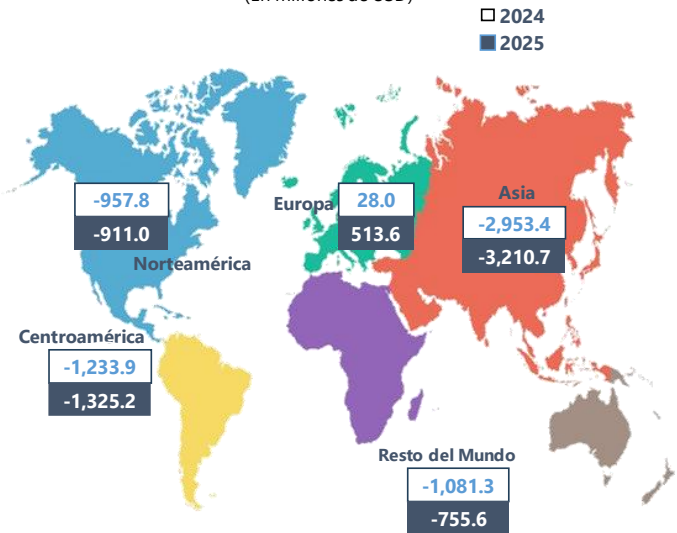 2024
2025
-957.8
-911.0
Norteamérica
Europa
28.0
513.6
Asia
-2,953.4
-3,210.7
Centroamérica
-1,233.9
-1,325.2
Resto del Mundo
-1,081.3
-755.6